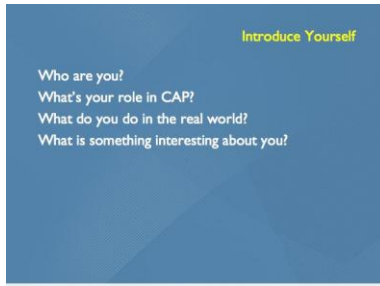 Introduce Yourself
Who are you?
What's your role in CAP?
What do you do in the real world?
What is something interesting about you?